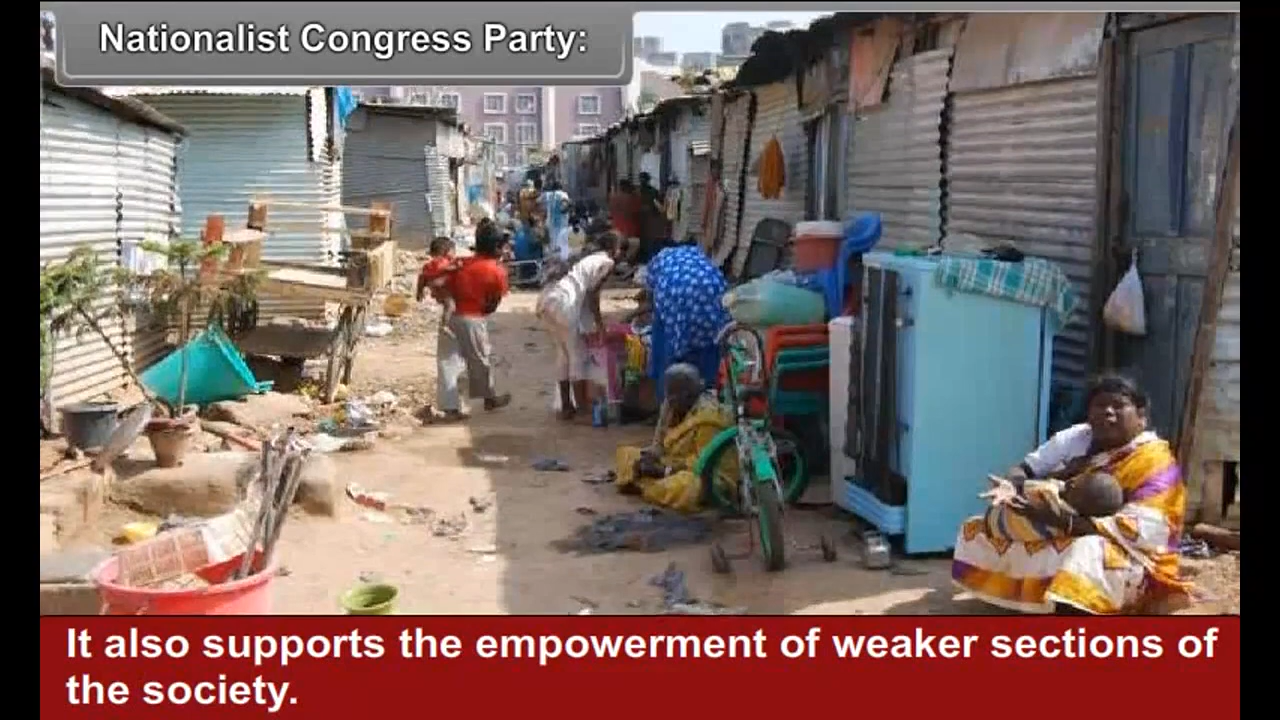 Nationalist Congress Party:
It also supports the empowerment of weaker sections of
the society.